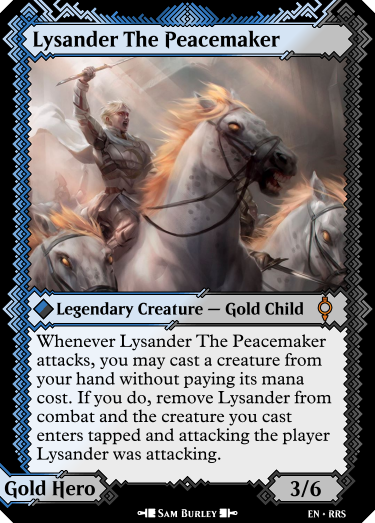 Lysander The Peacemaker
Legendary Creature — Gold Child
Whenever Lysander The Peacemaker
attacks, you may cast a creature from
your hand without paying its mana
cost. If you do, remove Lysander from
combat and the creature you cast
enters tapped and attacking the player
Lysander was attacking.
Gold Hero
3/6
Sam Burley
EN • RRS